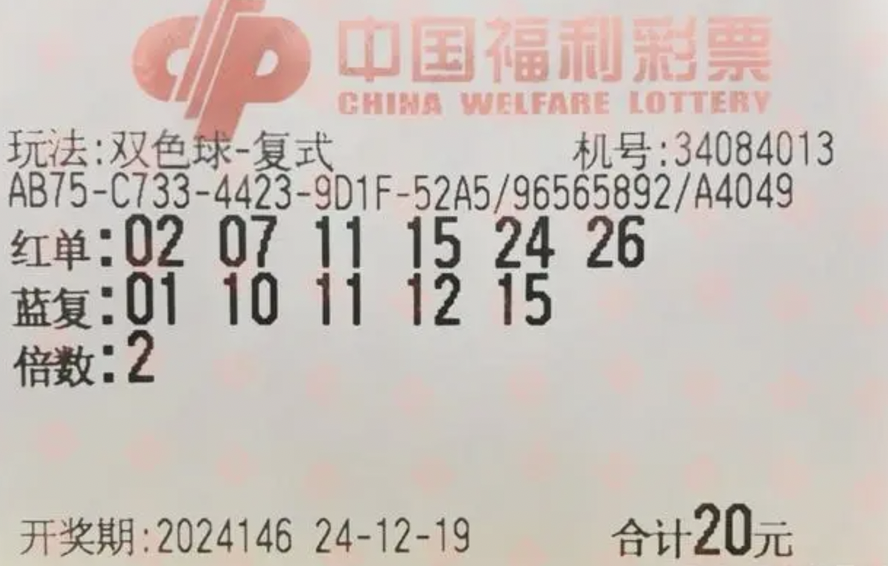 中国福利彩票
CHINA WELFARE LOTTERY
玩法:双色球-复式 机号:34084013
AB75-C733-4423-9D1F-52A5/96565892/A4049
红单:02 07 11 15 24 26
蓝复:01 10 11 12 15
倍数:2
开奖期:2024146 24-12-19 合计20元